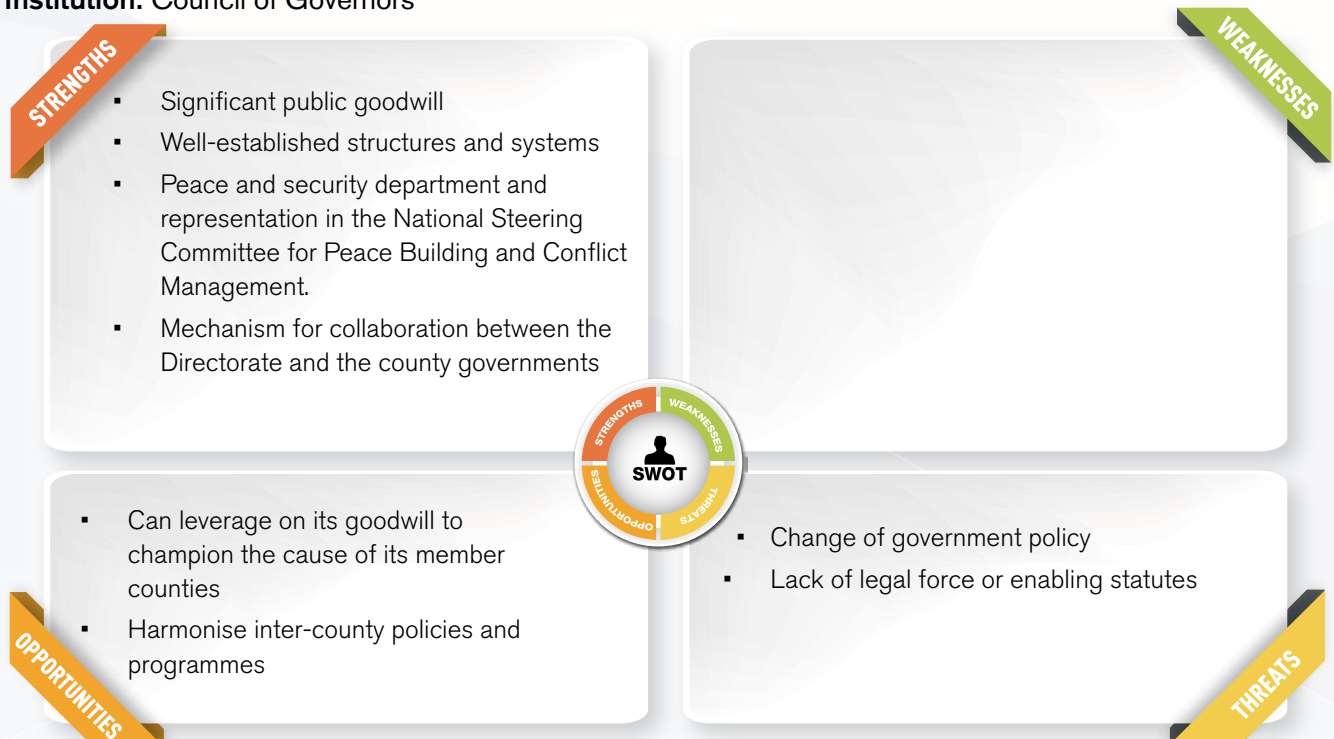 Institution: Council of Governors
STRENGTHS
▪ Significant public goodwill
▪ Well-established structures and systems
▪ Peace and security department and
representation in the National Steering
Committee for Peace Building and Conflict
Management.
▪ Mechanism for collaboration between the
Directorate and the county governments
WEAKNESSES
STRENGTHS
WEAKNESSES
SWOT
OPPORTUNITIES
THREATS
▪ Can leverage on its goodwill to
champion the cause of its member
counties
▪ Harmonise inter-county policies and
programmes
OPPORTUNITIES
▪ Change of government policy
▪ Lack of legal force or enabling statutes
THREATS